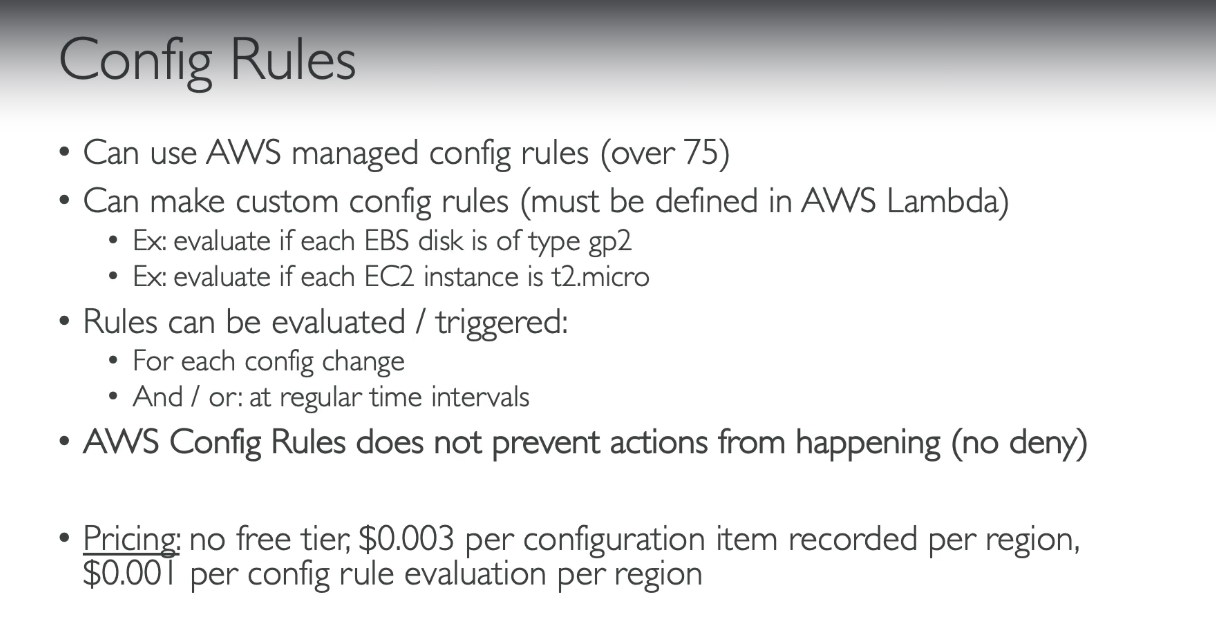 Config Rules
• Can use AWS managed config rules (over 75)
• Can make custom config rules (must be defined in AWS Lambda)
• Ex: evaluate if each EBS disk is of type gp2
• Ex: evaluate if each EC2 instance is t2.micro
• Rules can be evaluated / triggered:
• For each config change
• And / or: at regular time intervals
• AWS Config Rules does not prevent actions from happening (no deny)
• Pricing: no free tier, $0.003 per configuration item recorded per region,
$0.001 per config rule evaluation per region